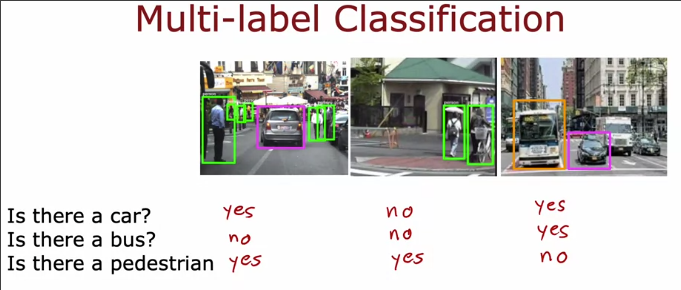 Multi-label Classification
Is there a car? yes no yes
Is there a bus? no no yes
Is there a pedestrian yes yes no